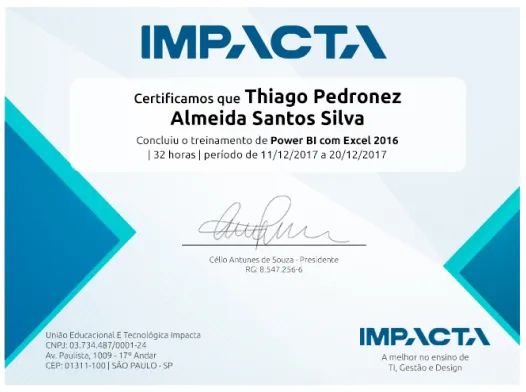 IMPACTA
Certificamos que Thiago Pedronez
Almeida Santos Silva
Concluiu o treinamento de Power BI com Excel 2016
| 32 horas | período de 11/12/2017 a 20/12/2017
Célio Antunes de Souza - Presidente
RG: 8.547.256-6
União Educacional E Tecnológica Impacta
CNPJ: 03.734.487/0001-24
Av. Paulista, 1009 - 17º Andar
CEP: 01311-100 | SÃO PAULO - SP
IMPACTA
A melhor no ensino de
TI, Gestão e Design